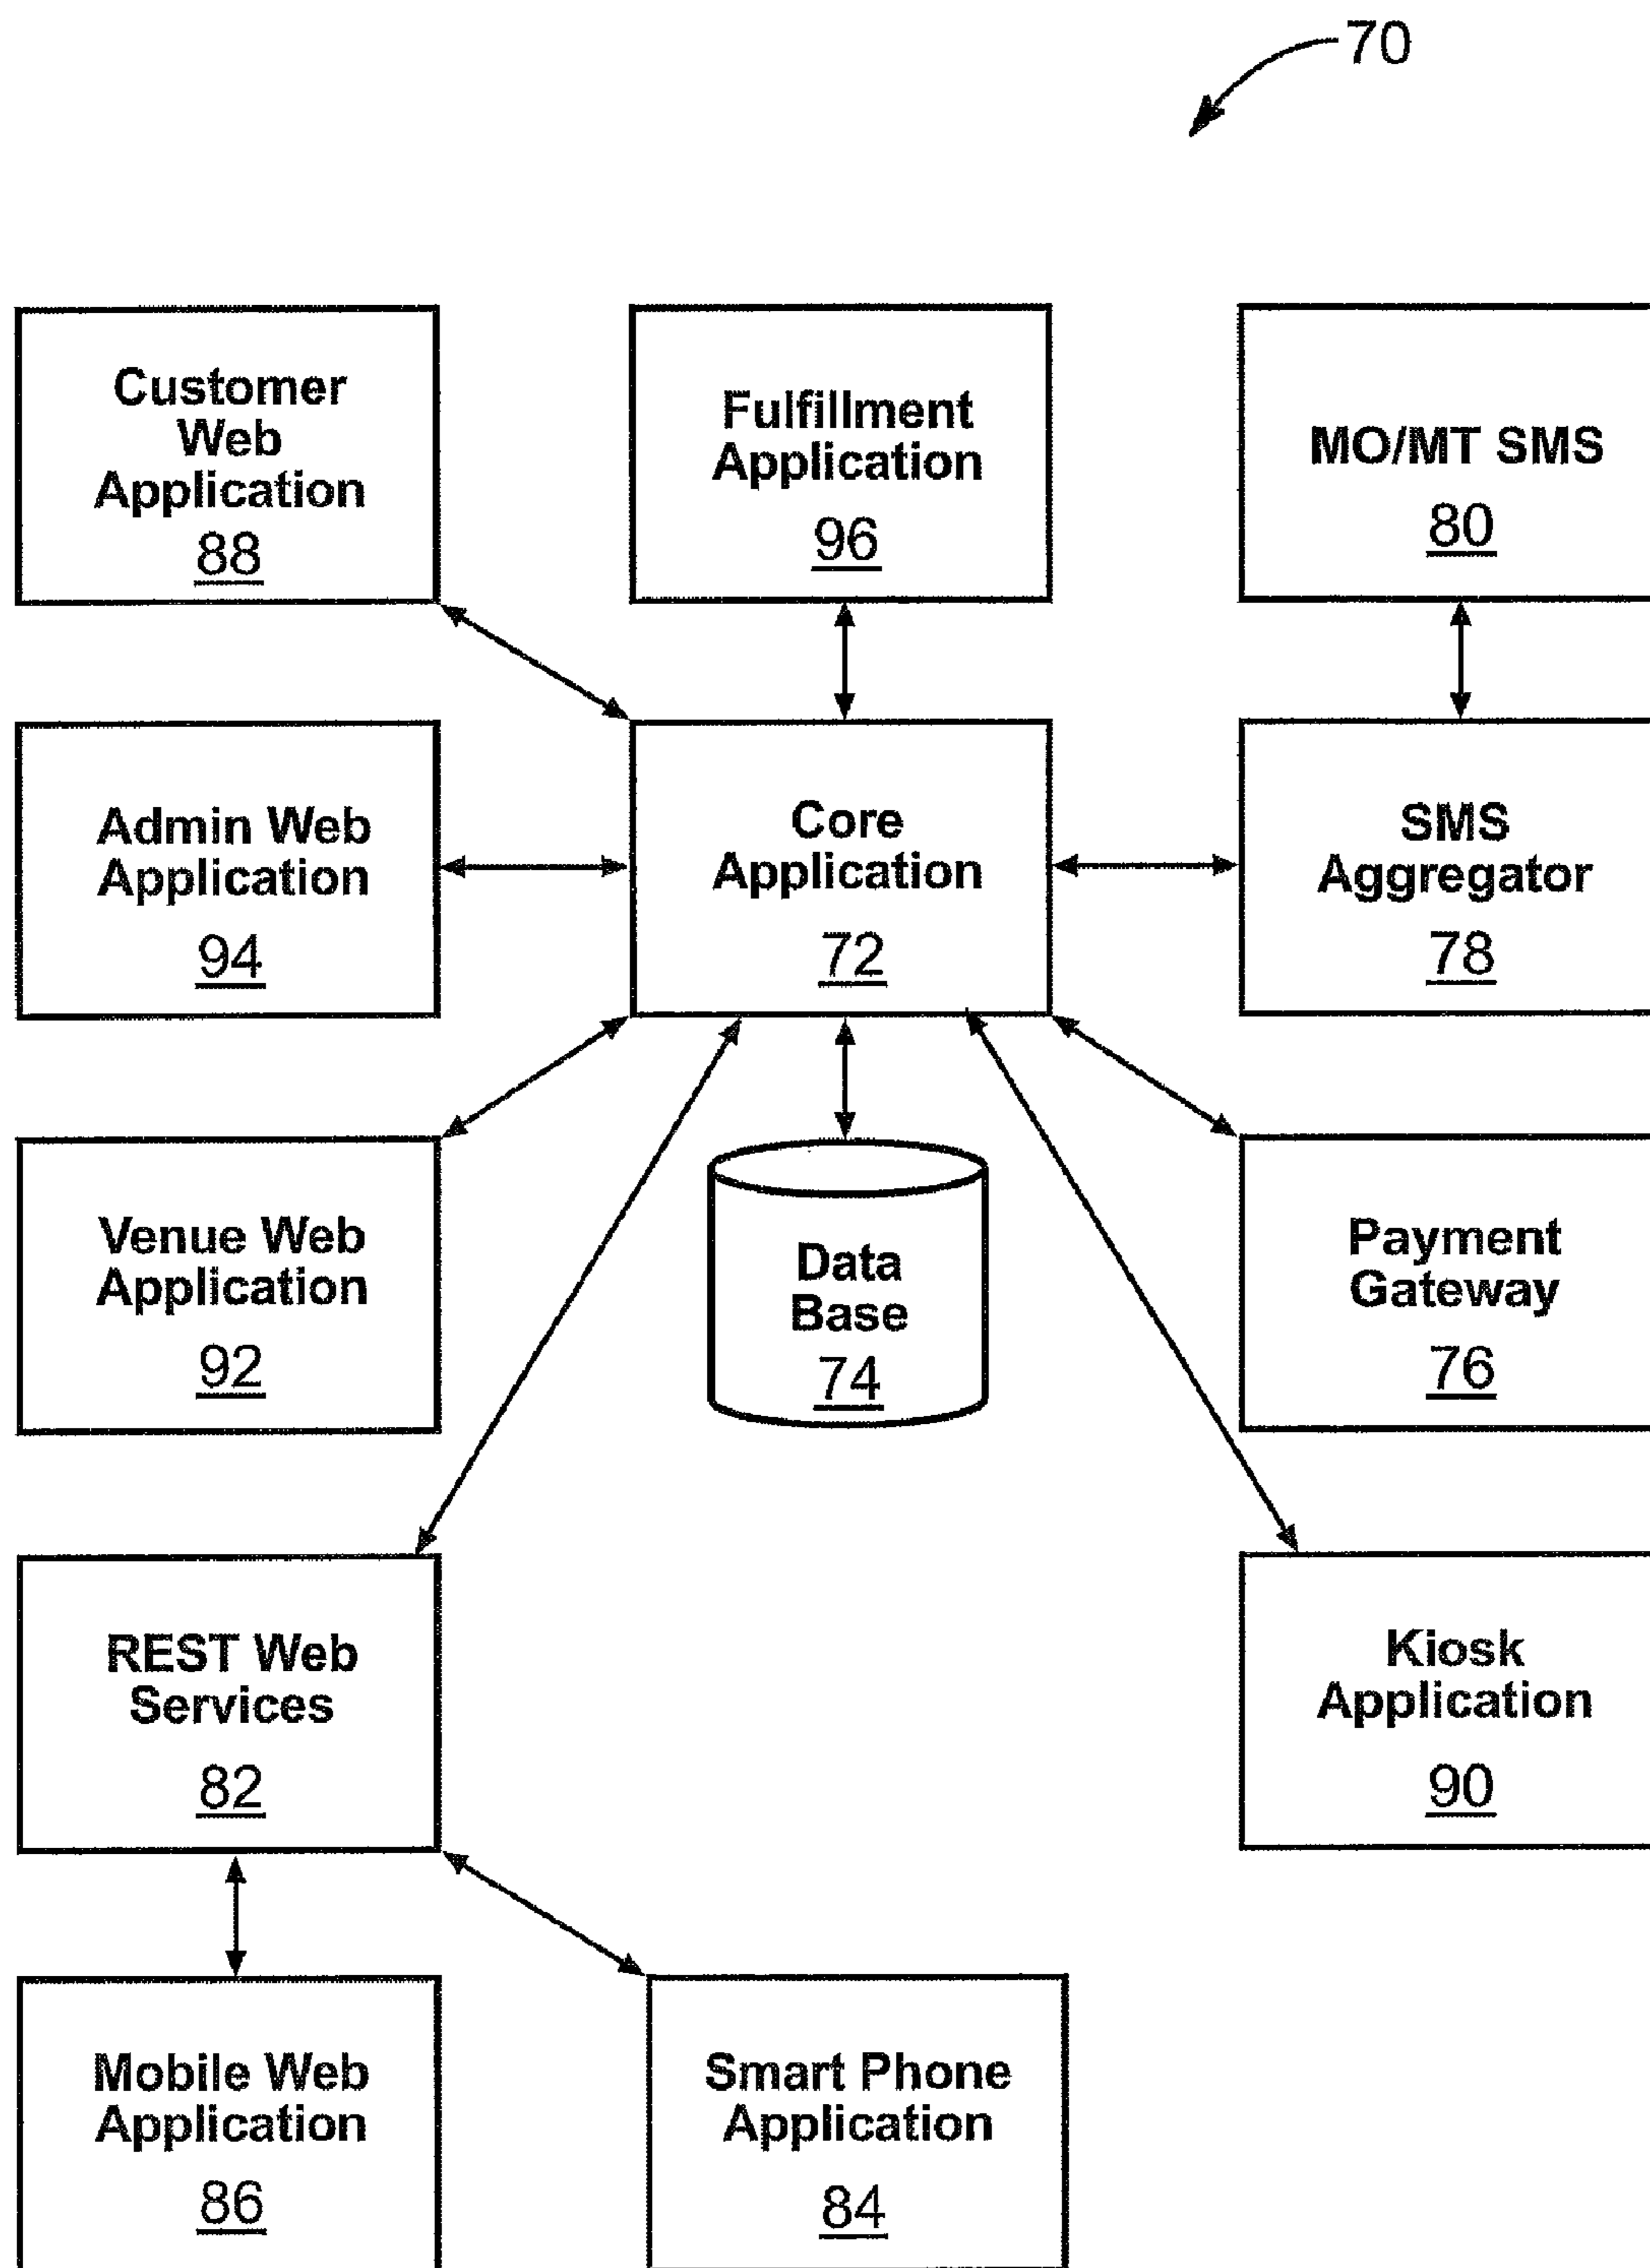 70
Customer
Web
Application
88
Fulfillment
Application
96
MO/MT SMS
80
Admin Web
Application
94
Core
Application
72
SMS
Aggregator
78
Venue Web
Application
92
Data
Base
74
Payment
Gateway
76
REST Web
Services
82
Kiosk
Application
90
Mobile Web
Application
86
Smart Phone
Application
84